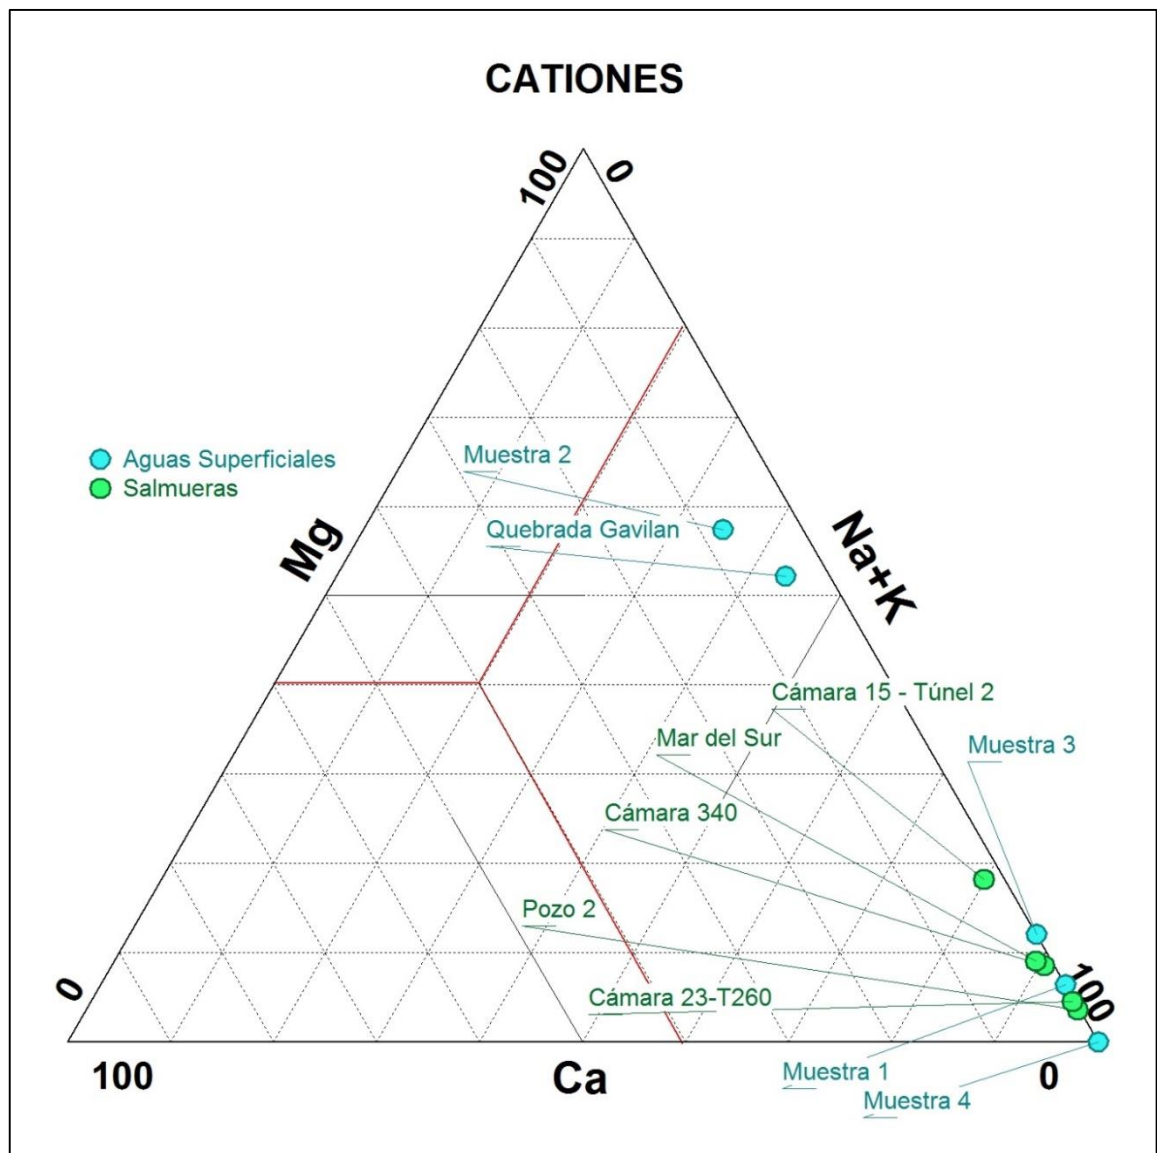 CATIONES
100
0
Muestra 2
Aguas Superficiales
Salmueras
Mg
Quebrada Gavilan
Na+K
Cámara 15 - Túnel 2
Mar del Sur
Muestra 3
Cámara 340
Pozo 2
0
Cámara 23-T260
100
100
Ca
0
Muestra 1
Muestra 4